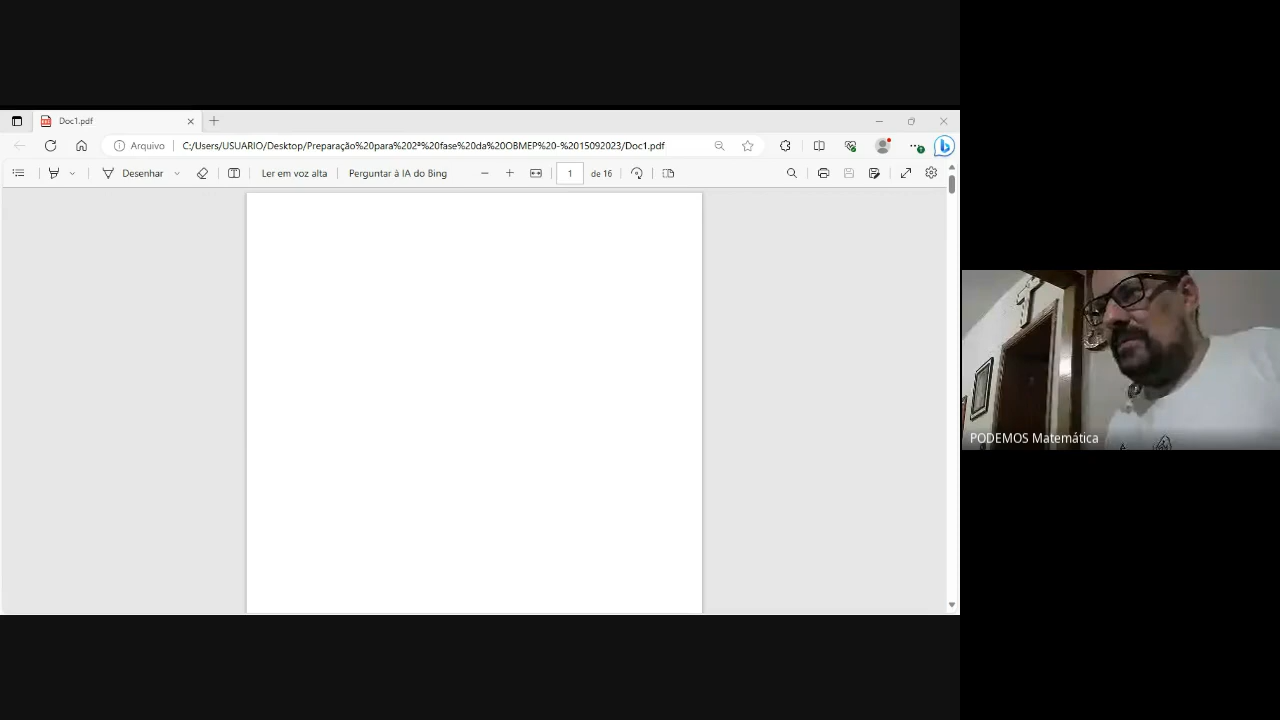 Doc1.pdf
Arquivo
C:/Users/USUARIO/Desktop/Preparação%20para%202ª%20fase%20da%20OBMEP%20-%2015092023/Doc1.pdf
Desenhar
Ler em voz alta
Perguntar à IA do Bing
1
de 16
PODEMOS Matemática